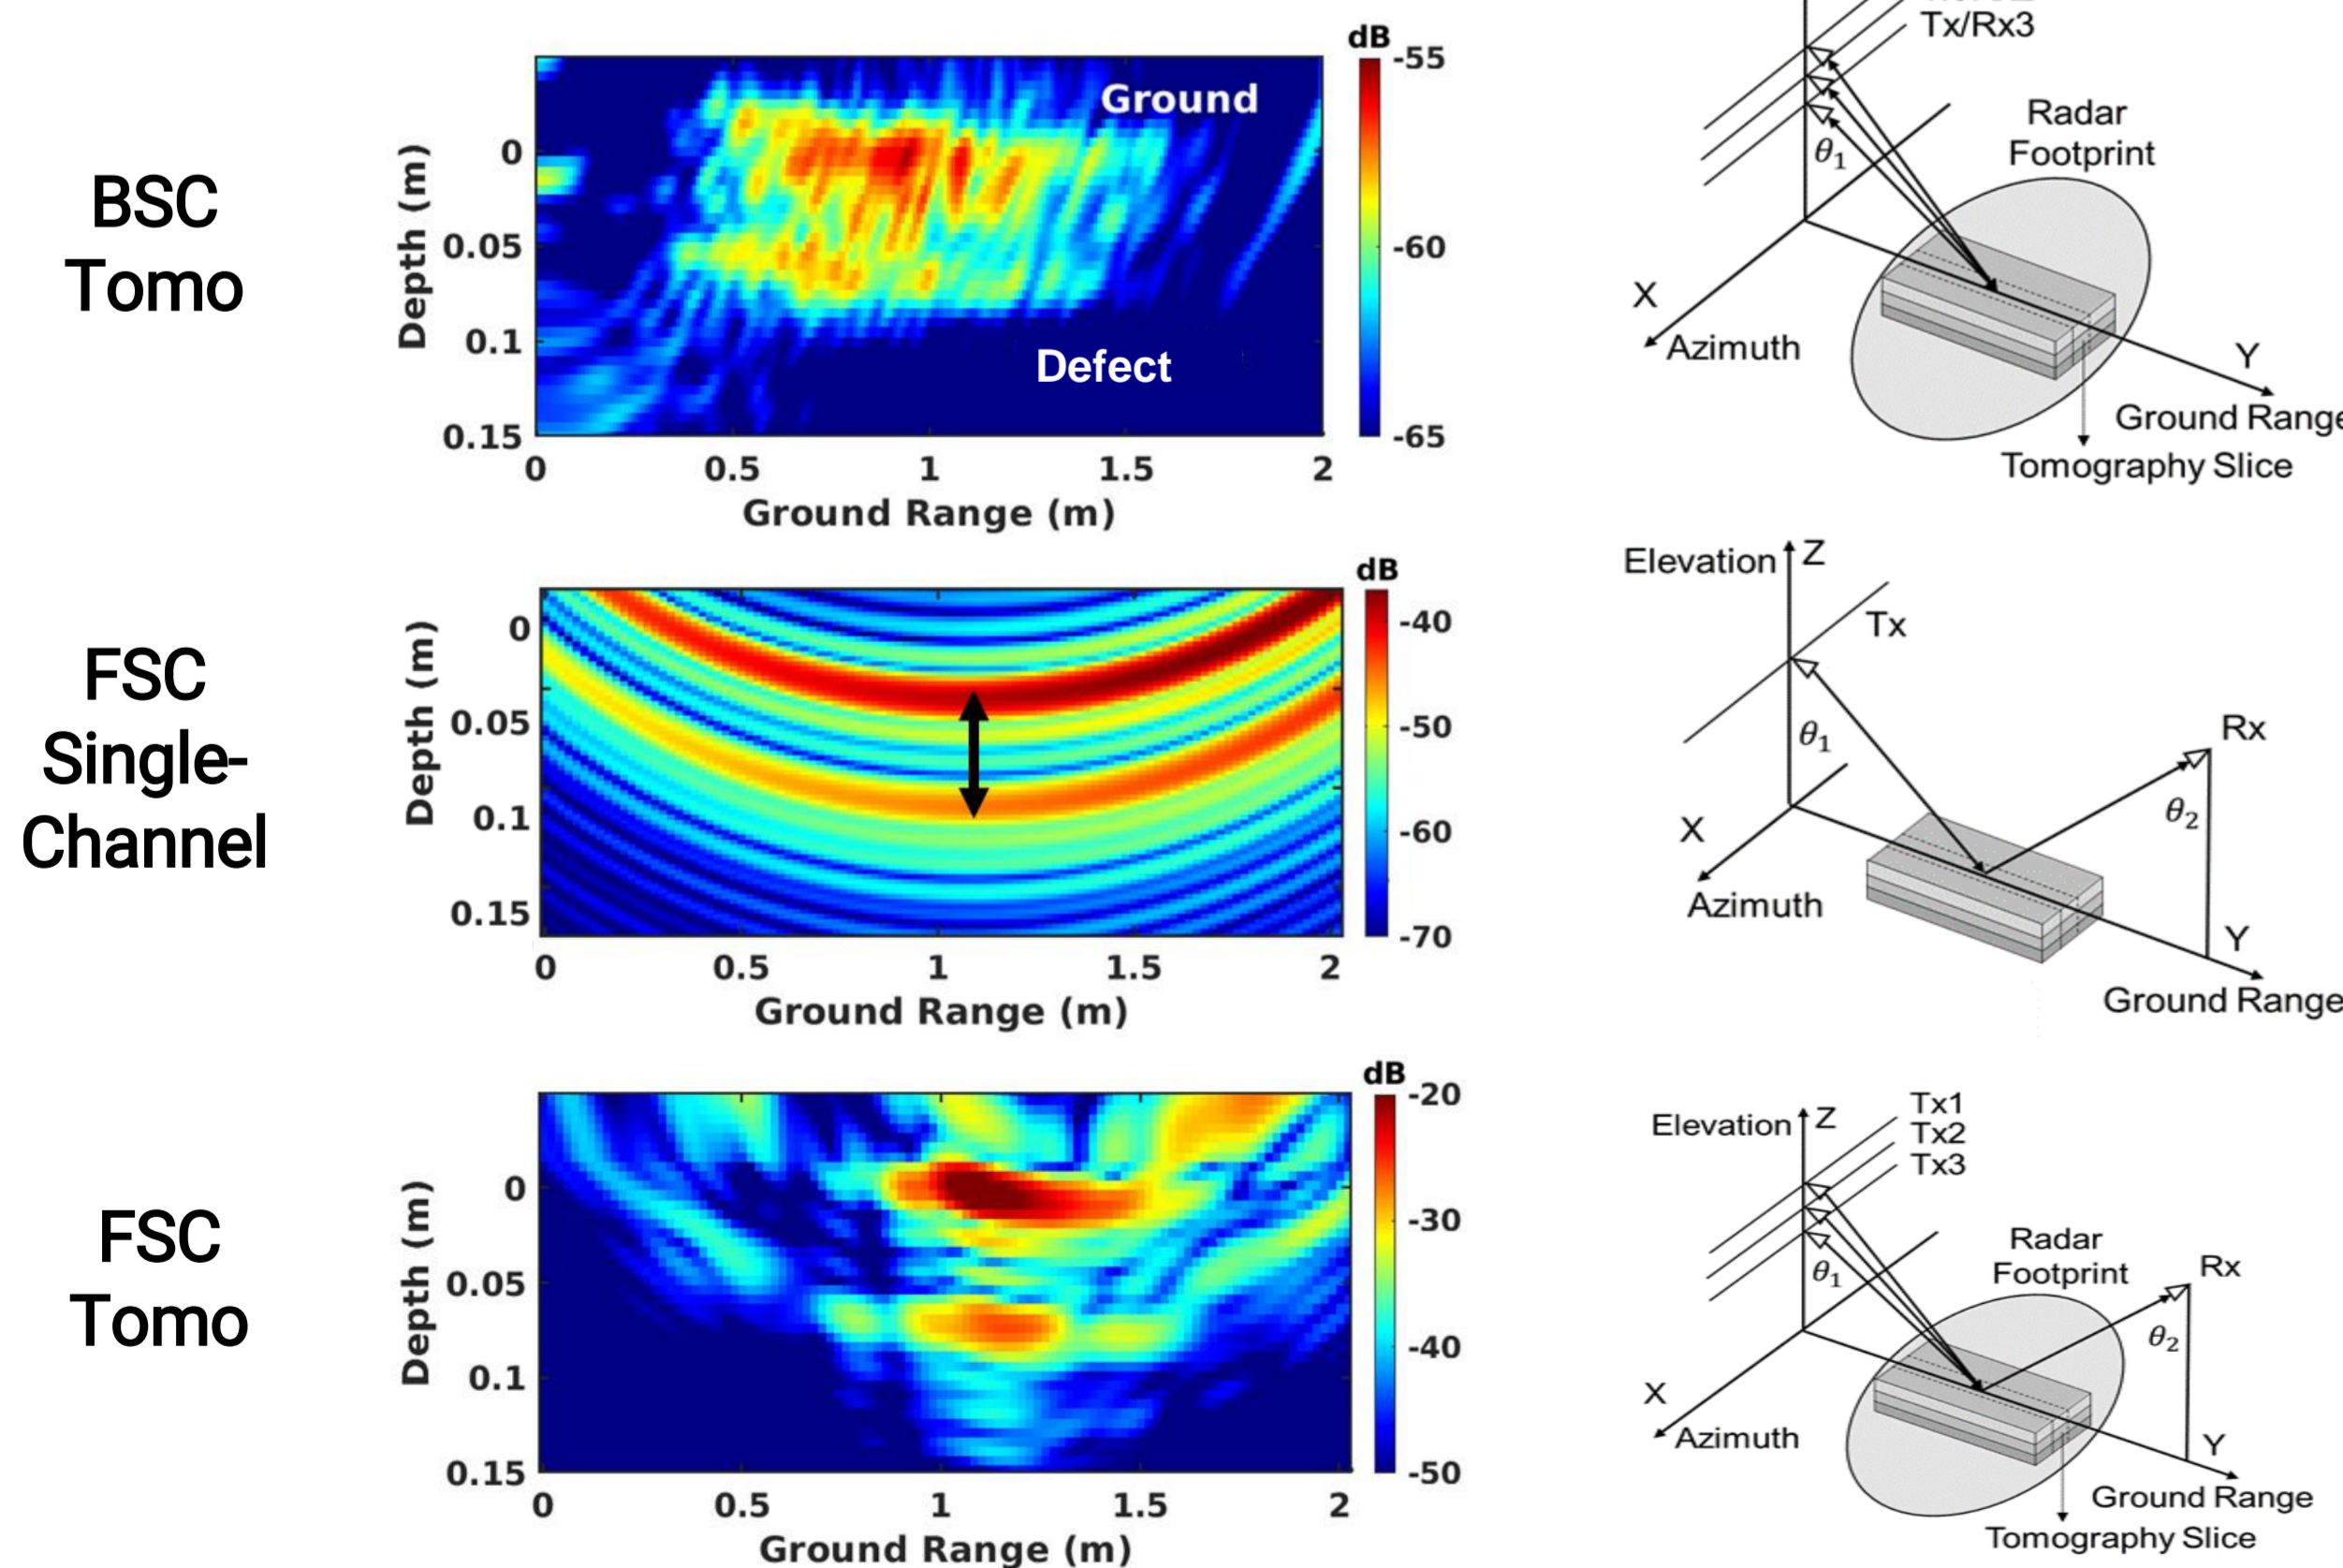 BSC
Tomo
dB
-55
-60
-65
Ground
Defect
Depth (m)
0
0.05
0.1
0.15
0
0.5
1
1.5
2
Ground Range (m)
Tx/Rx3
θ1
Radar
Footprint
X
Azimuth
Y
Ground Range
Tomography Slice
FSC
Single-
Channel
dB
-40
-50
-60
-70
Depth (m)
0
0.05
0.1
0.15
0
0.5
1
1.5
2
Ground Range (m)
Elevation
Z
Tx
θ1
Rx
θ2
X
Azimuth
Y
Ground Range
FSC
Tomo
dB
-20
-30
-40
-50
Depth (m)
0
0.05
0.1
0.15
0
0.5
1
1.5
2
Ground Range (m)
Elevation
Z
Tx1
Tx2
Tx3
θ1
Radar
Footprint
Rx
θ2
X
Azimuth
Y
Ground Range
Tomography Slice